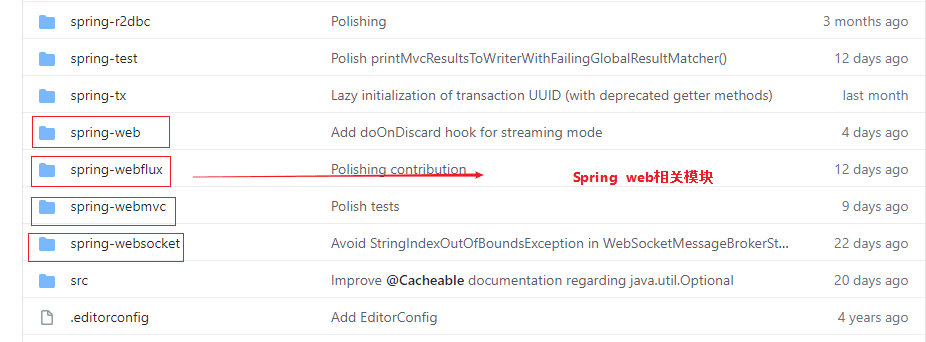 spring-r2dbc Polishing 3 months ago
spring-test Polish printMvcResultsToWriterWithFailingGlobalResultMatcher() 12 days ago
spring-tx Lazy initialization of transaction UUID (with deprecated getter methods) last month
spring-web Add doOnDiscard hook for streaming mode 4 days ago
spring-webflux Polishing contribution Spring web相关模块 12 days ago
spring-webmvc Polish tests 9 days ago
spring-websocket Avoid StringIndexOutOfBoundsException in WebSocketMessageBrokerSt... 22 days ago
src Improve @Cacheable documentation regarding java.util.Optional 20 days ago
.editorconfig Add EditorConfig 4 years ago